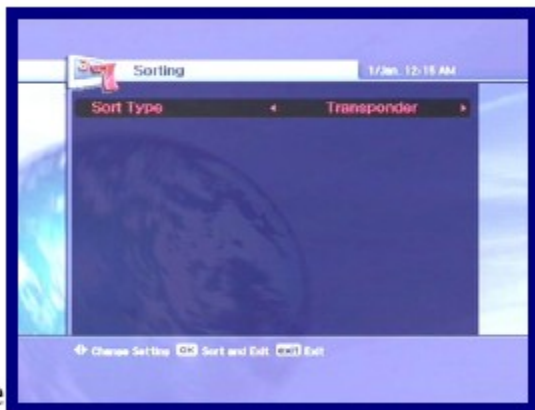 Sorting
1/Jan. 12:15 AM
Sort Type
Transponder
Change Setting OK Sort and Exit exit Exit
e